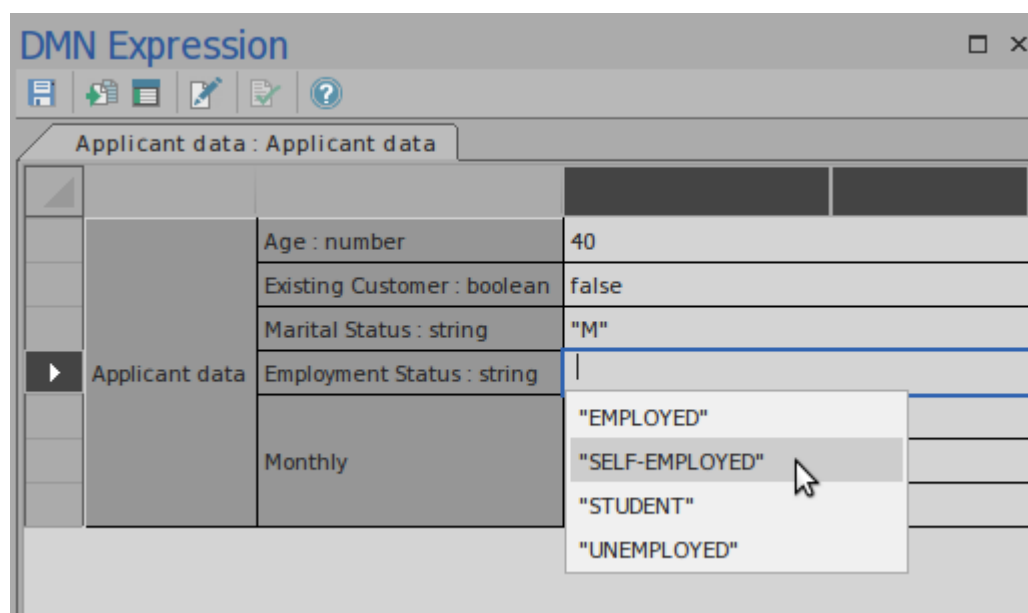 DMN Expression
Applicant data : Applicant data
Age : number
40
Existing Customer : boolean
false
Marital Status : string
"M"
Applicant data
Employment Status : string
"EMPLOYED"
Monthly
"SELF-EMPLOYED"
"STUDENT"
"UNEMPLOYED"